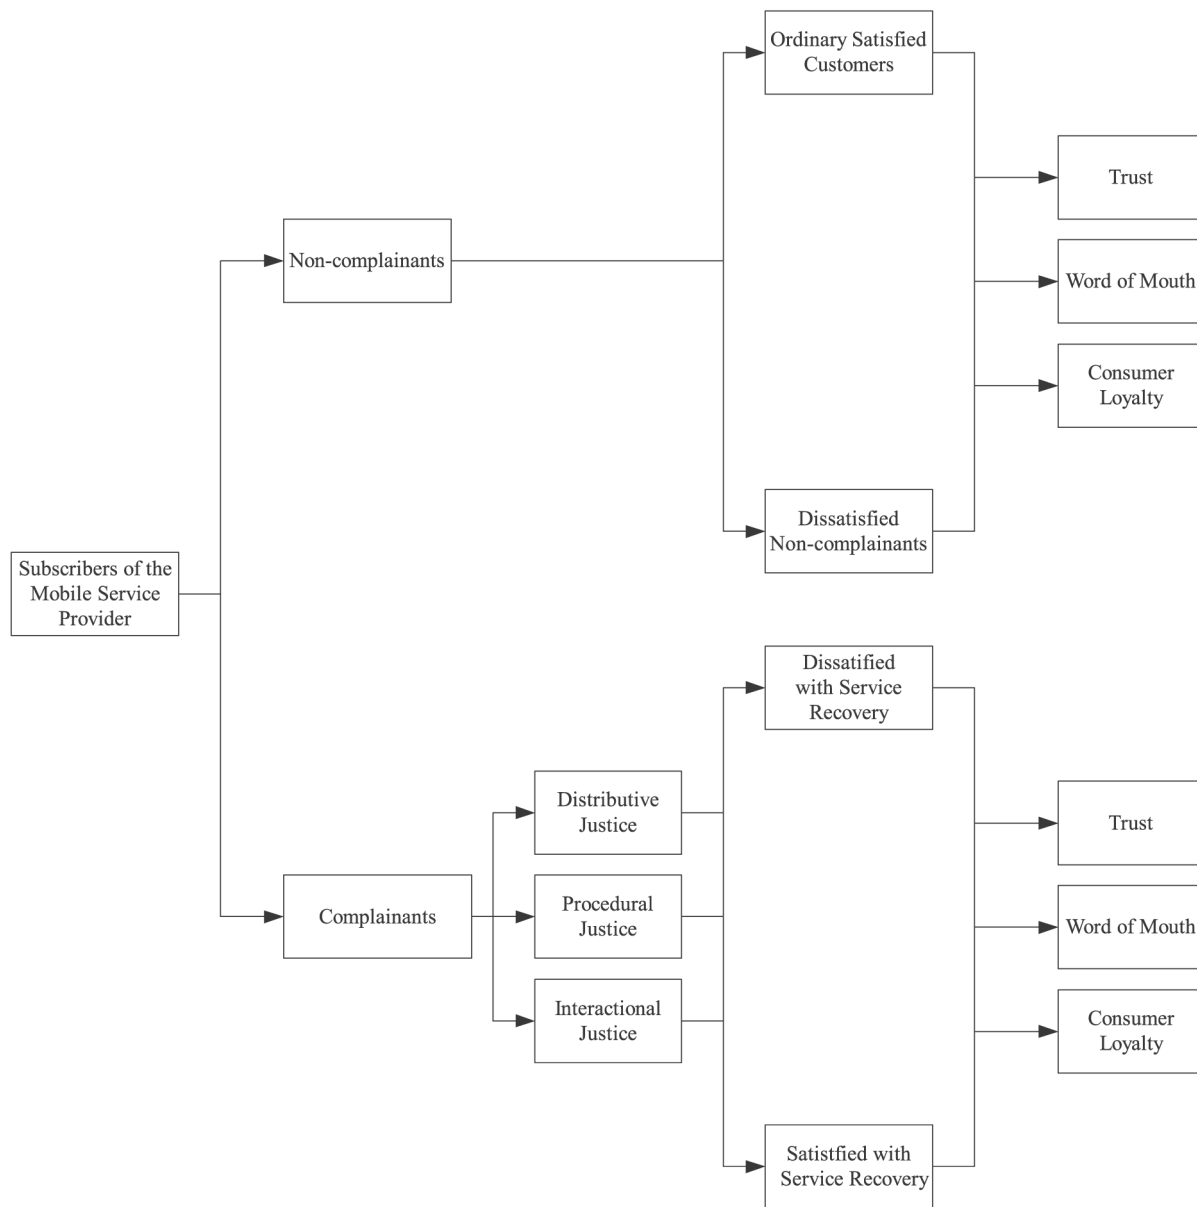 Ordinary Satisfied
Customers
Trust
Non-complainants
Word of Mouth
Consumer
Loyalty
Dissatisfied
Non-complainants
Subscribers of the
Mobile Service
Provider
Dissatified
with Service
Recovery
Distributive
Justice
Trust
Complainants
Procedural
Justice
Word of Mouth
Interactional
Justice
Consumer
Loyalty
Satistfied with
Service Recovery